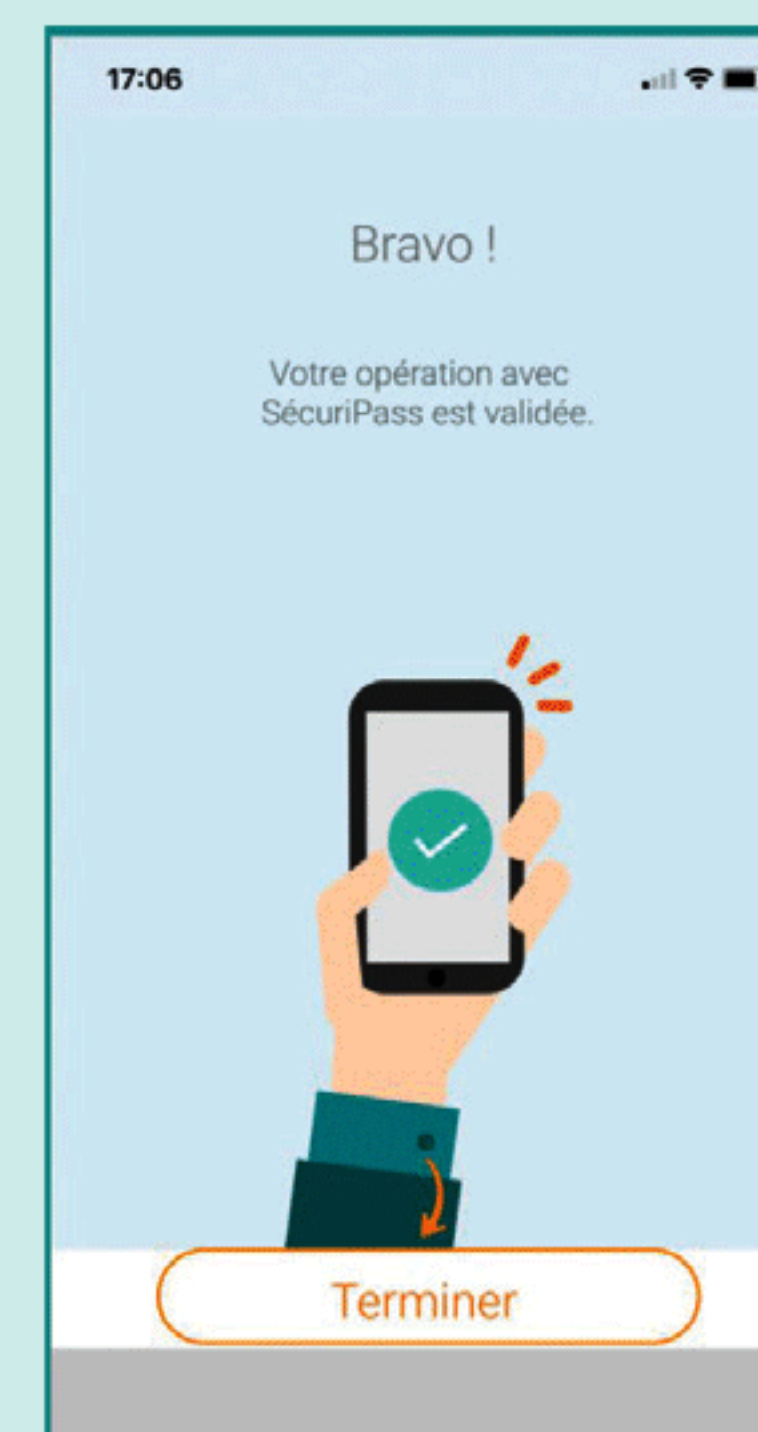 17:06
Bravo !
Votre opération avec
SécuriPass est validée.
Terminer